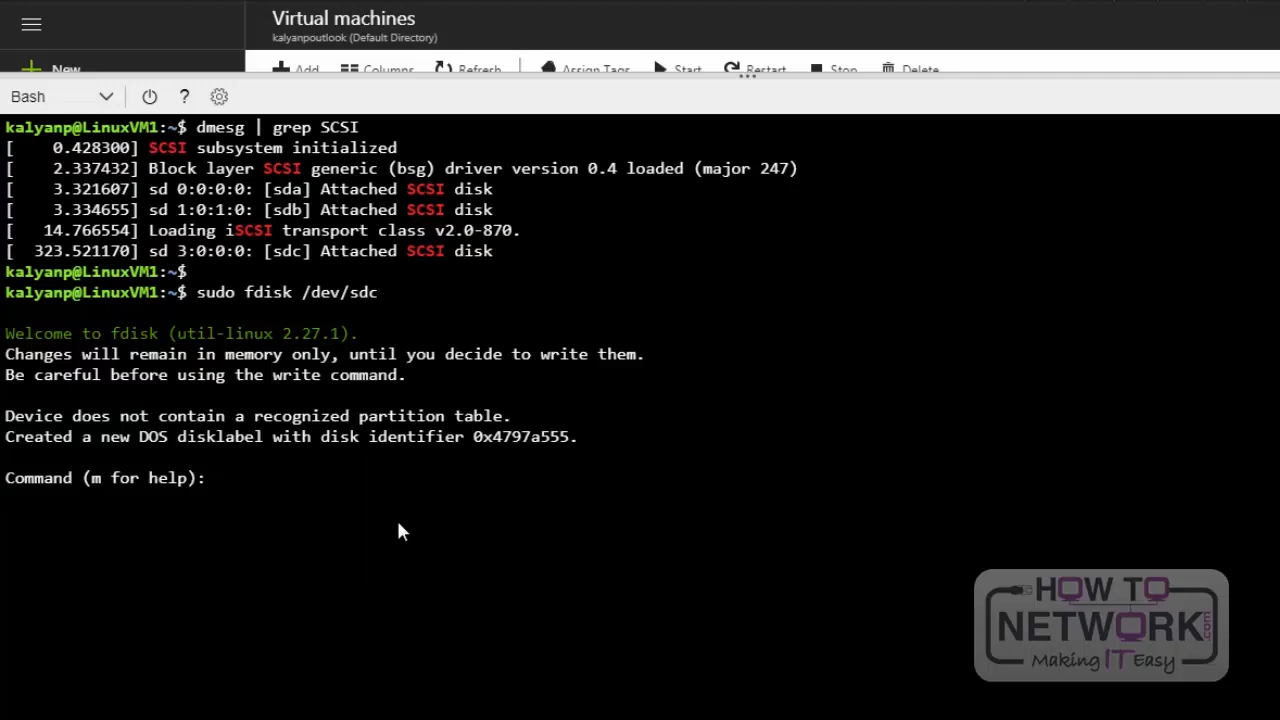 Virtual machines
kalyanpoutlook (Default Directory)
New
Add Columns Refresh Assign Tags Start Restart Stop Delete
Bash ?
kalyanp@LinuxVM1:~$ dmesg | grep SCSI
[    0.428300] SCSI subsystem initialized
[    2.337432] Block layer SCSI generic (bsg) driver version 0.4 loaded (major 247)
[    3.321607] sd 0:0:0:0: [sda] Attached SCSI disk
[    3.334655] sd 1:0:1:0: [sdb] Attached SCSI disk
[   14.766554] Loading iSCSI transport class v2.0-870.
[  323.521170] sd 3:0:0:0: [sdc] Attached SCSI disk
kalyanp@LinuxVM1:~$
kalyanp@LinuxVM1:~$ sudo fdisk /dev/sdc
Welcome to fdisk (util-linux 2.27.1).
Changes will remain in memory only, until you decide to write them.
Be careful before using the write command.
Device does not contain a recognized partition table.
Created a new DOS disklabel with disk identifier 0x4797a555.
Command (m for help):
HOW TO
NETWORK.com
Making IT Easy